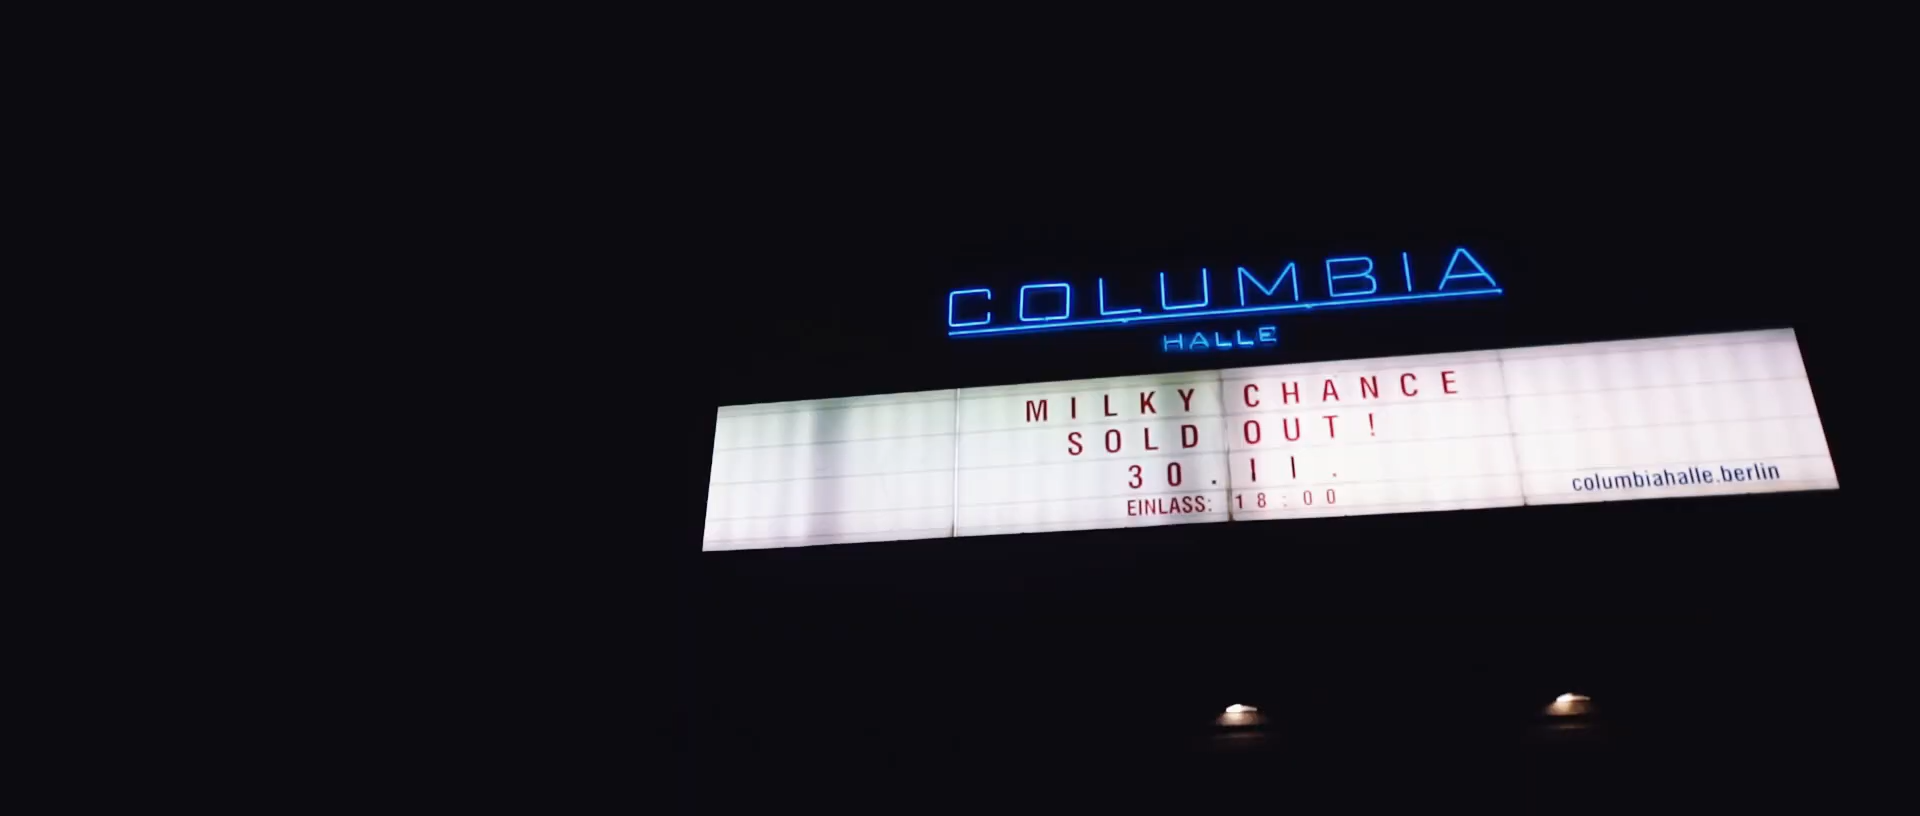 COLUMBIA
HALLE
MILKY CHANCE
SOLD OUT!
30.11.
EINLASS: 18:00
columbiahalle.berlin